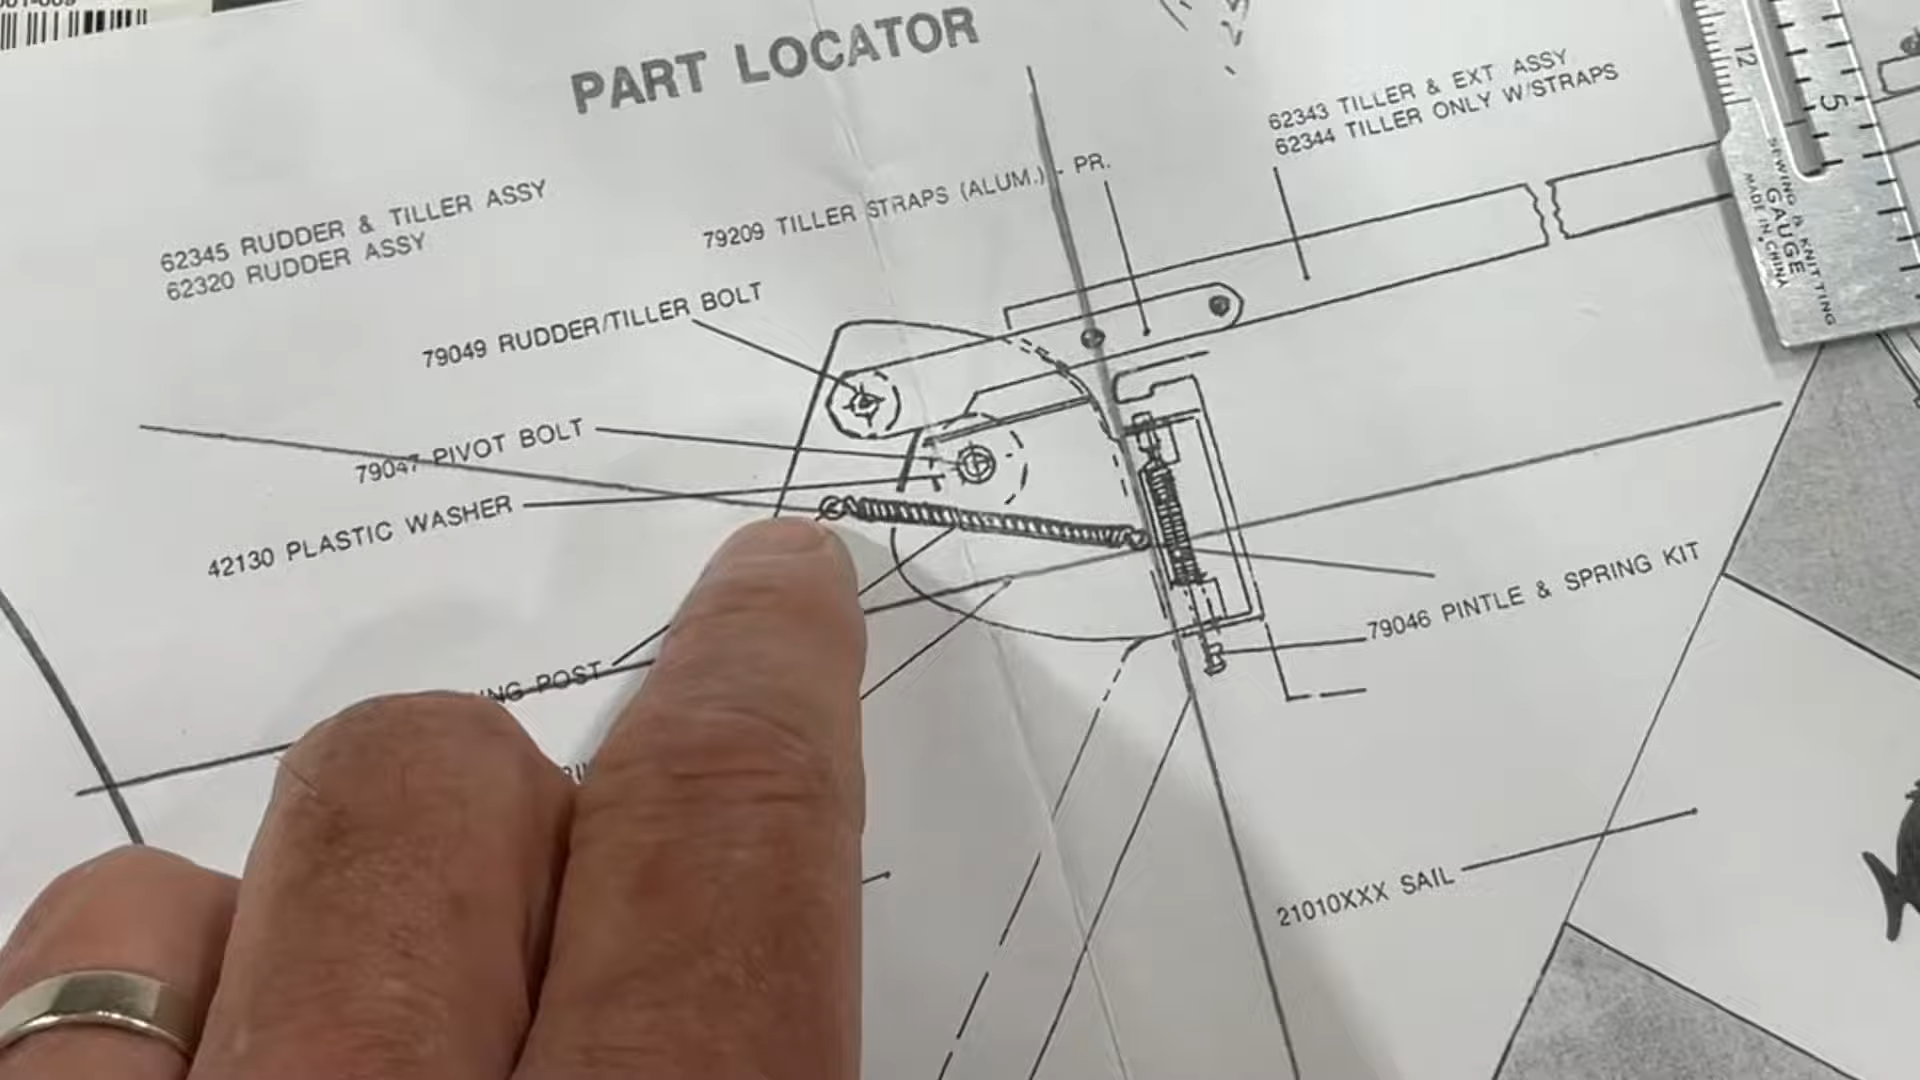 PART LOCATOR
62343 TILLER & EXT ASSY
62344 TILLER ONLY W/STRAPS
79209 TILLER STRAPS (ALUM.) - PR.
62345 RUDDER & TILLER ASSY
62320 RUDDER ASSY
79049 RUDDER/TILLER BOLT
79047 PIVOT BOLT
42130 PLASTIC WASHER
POST
79046 PINTLE & SPRING KIT
21010XXX SAIL
12
5
SEWING & KNITTING
GAUGE
MADE IN CHINA